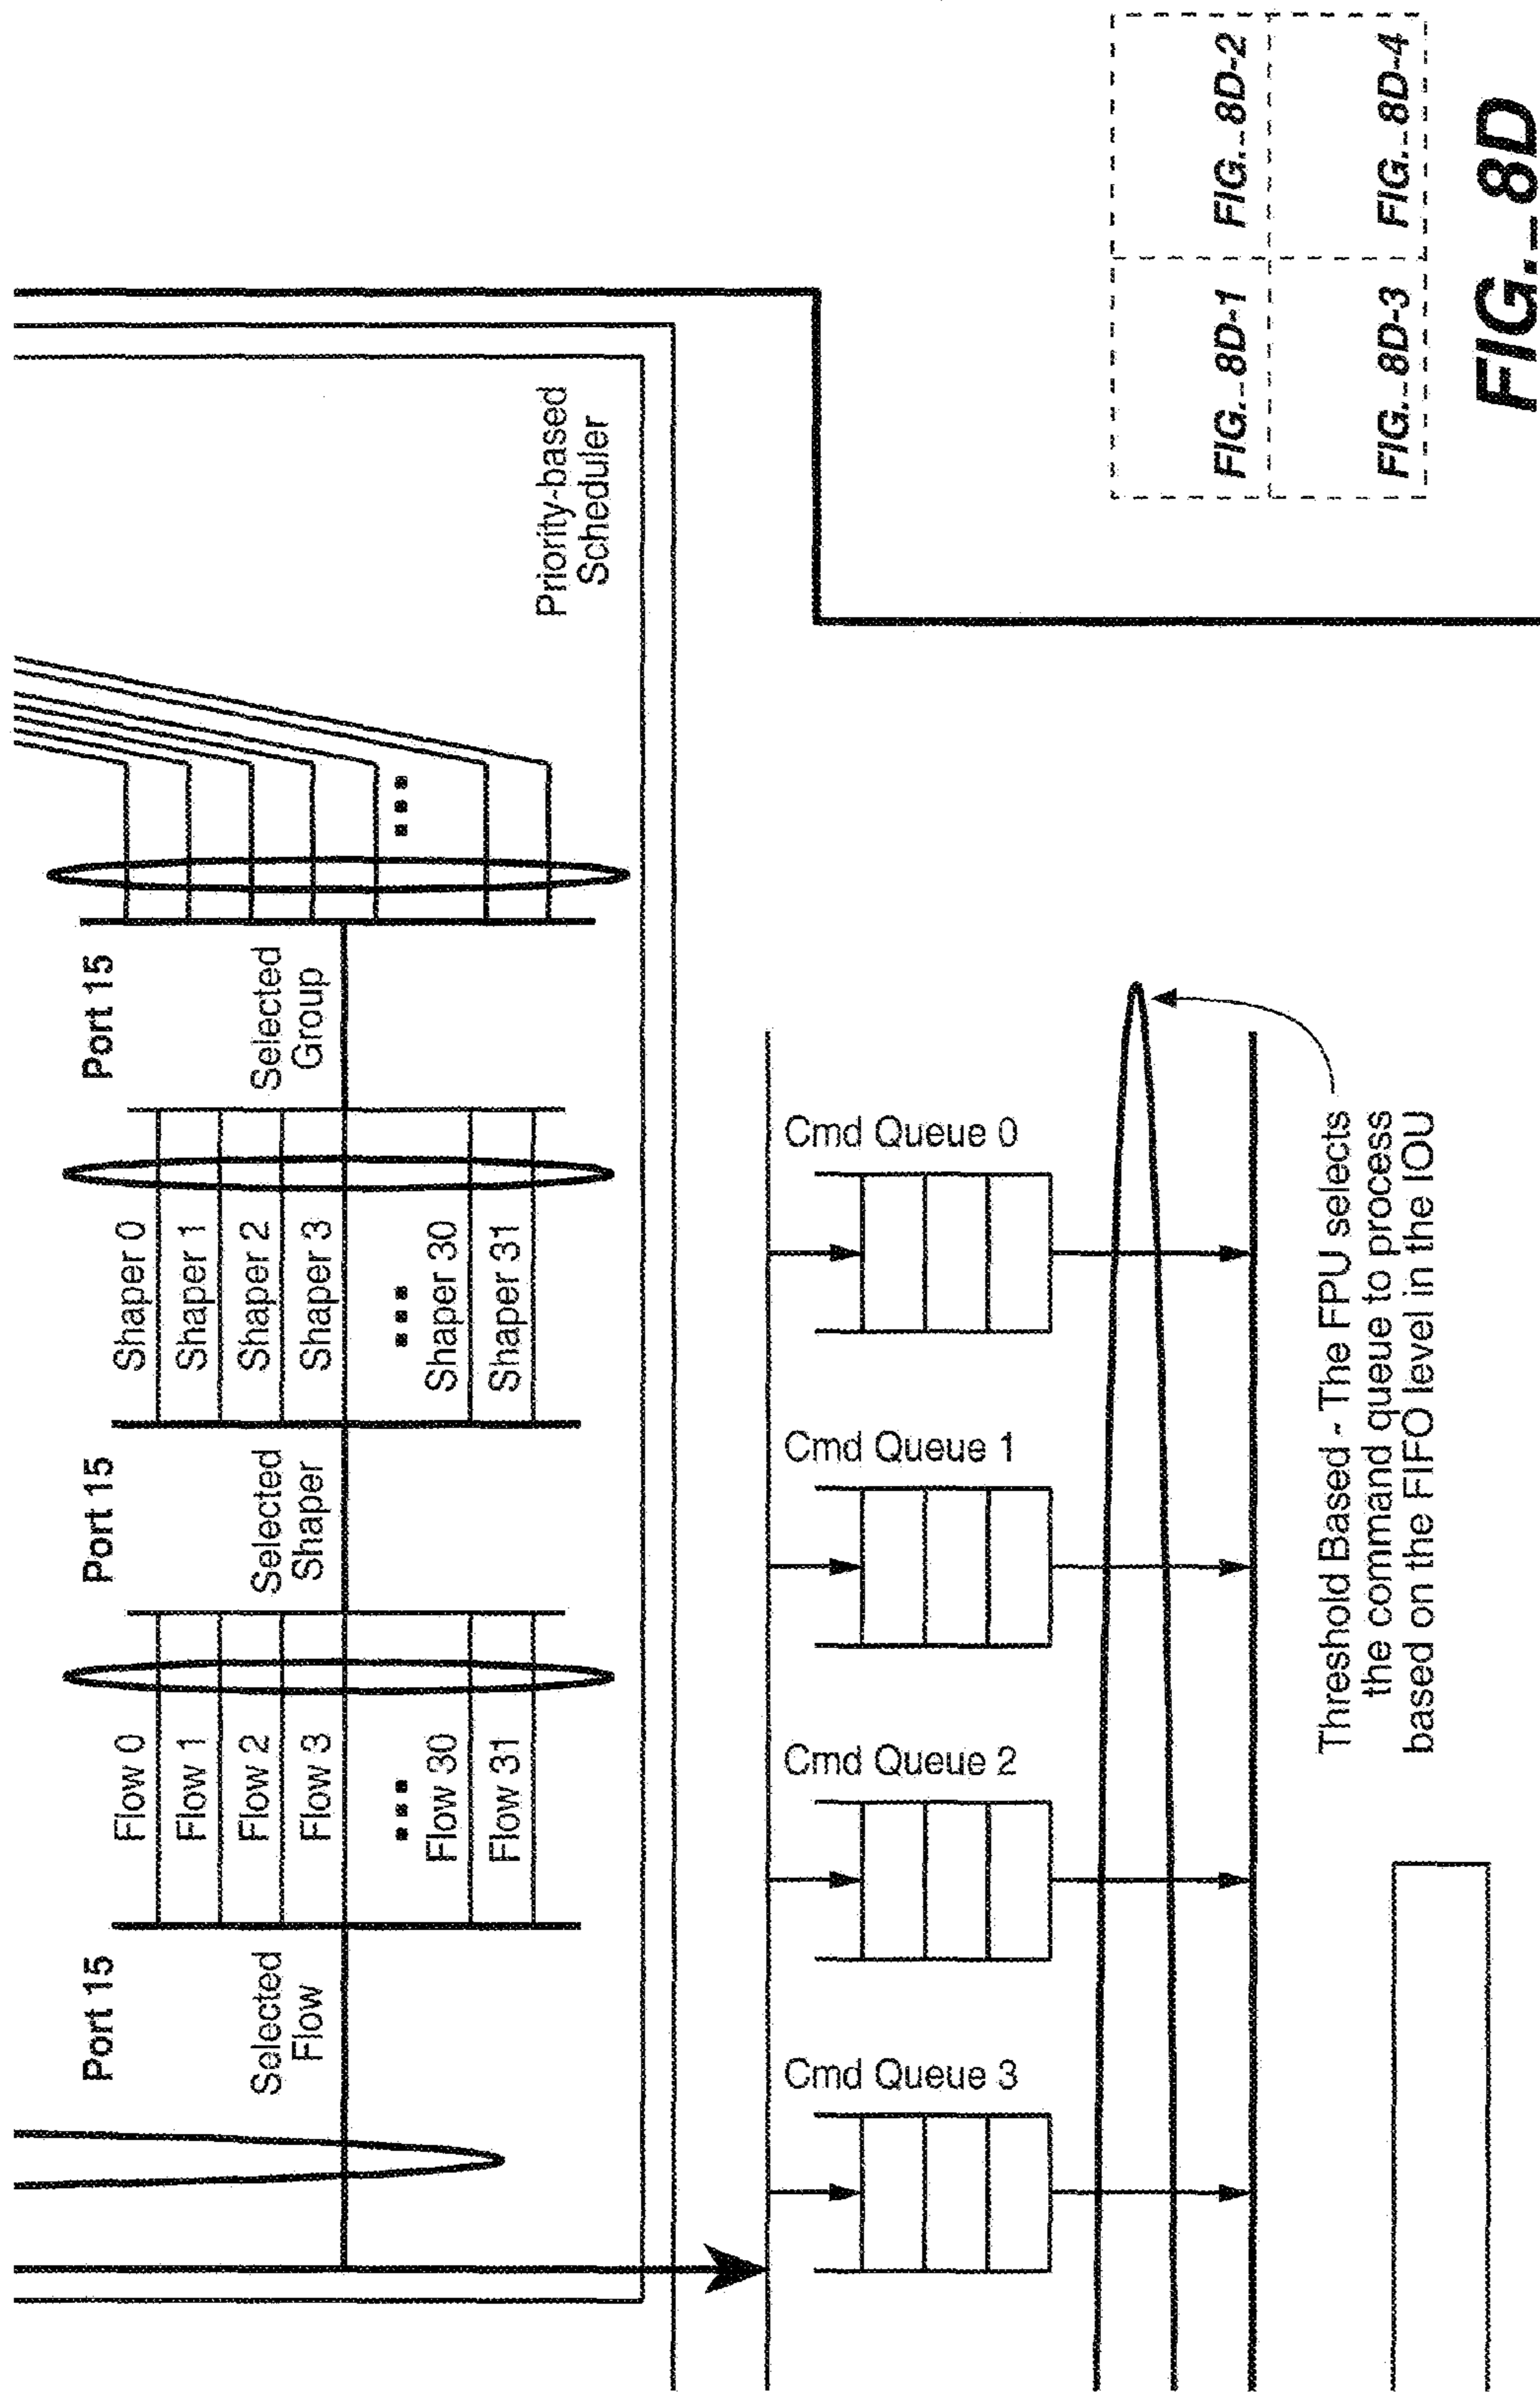 Port 15
Selected
Flow
Flow 0
Flow 1
Flow 2
Flow 3
Flow 30
Flow 31
Port 15
Selected
Shaper
Shaper 0
Shaper 1
Shaper 2
Shaper 3
Shaper 30
Shaper 31
Port 15
Selected
Group
Priority-based
Scheduler
Cmd Queue 3
Cmd Queue 2
Cmd Queue 1
Cmd Queue 0
Threshold Based - The FPU selects
the command queue to process
based on the FIFO level in the IOU
FIG._8D-1
FIG._8D-2
FIG._8D-3
FIG._8D-4
FIG._8D